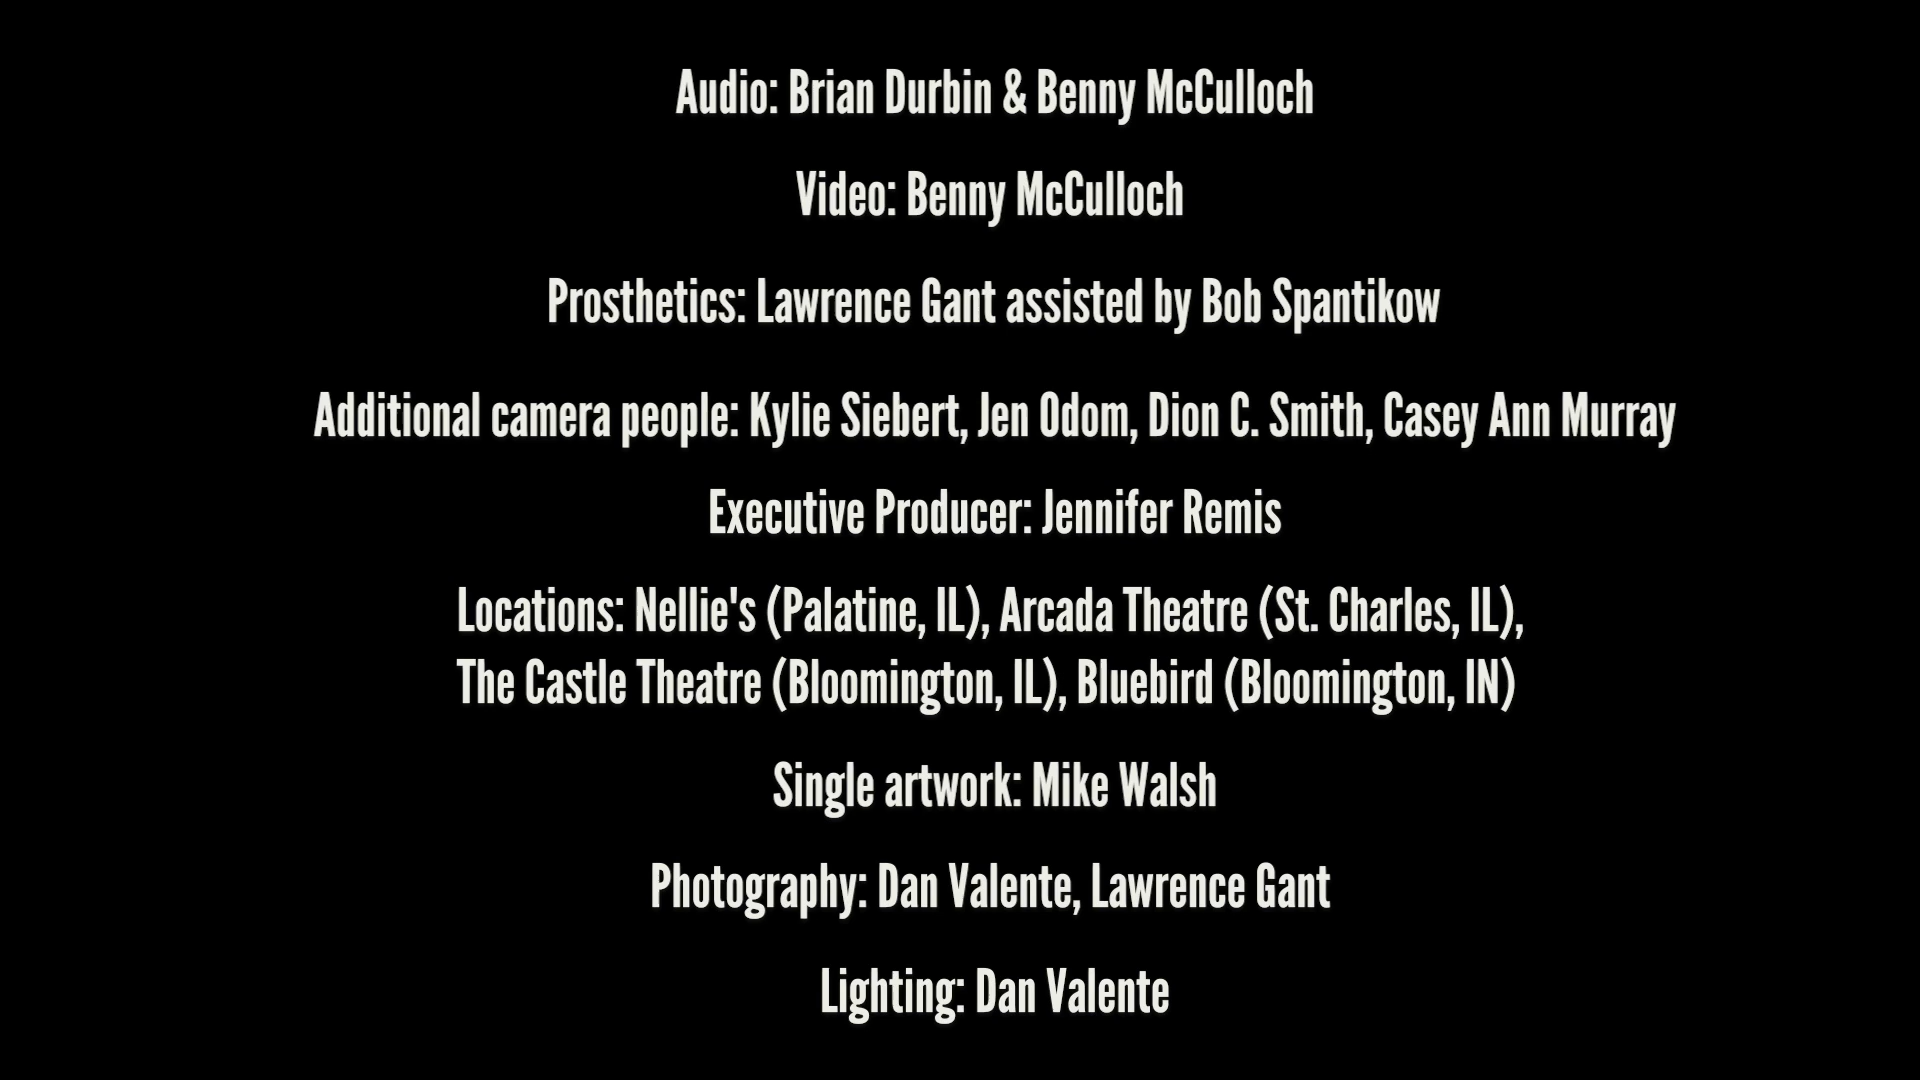 Audio: Brian Durbin & Benny McCulloch
Video: Benny McCulloch
Prosthetics: Lawrence Gant assisted by Bob Spantikow
Additional camera people: Kylie Siebert, Jen Odom, Dion C. Smith, Casey Ann Murray
Executive Producer: Jennifer Remis
Locations: Nellie's (Palatine, IL), Arcada Theatre (St. Charles, IL),
The Castle Theatre (Bloomington, IL), Bluebird (Bloomington, IN)
Single artwork: Mike Walsh
Photography: Dan Valente, Lawrence Gant
Lighting: Dan Valente